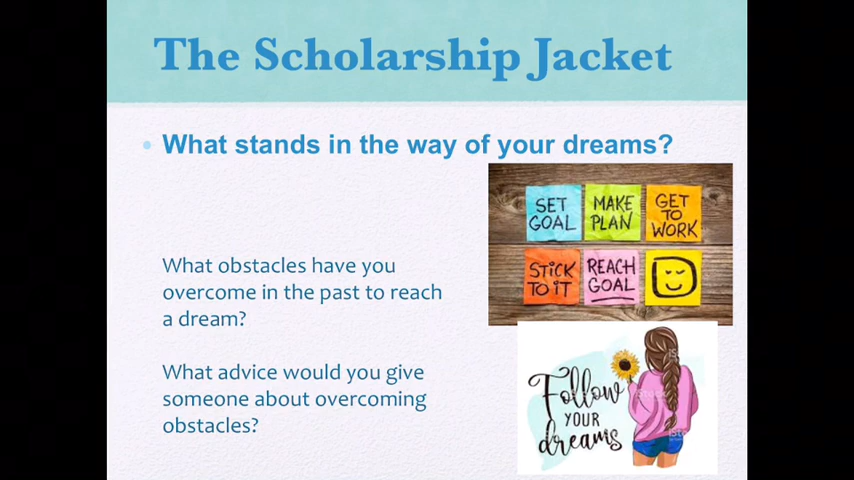 The Scholarship Jacket
• What stands in the way of your dreams?
SET
GOAL
MAKE
PLAN
GET
TO
WORK
STICK
TO IT
REACH
GOAL
What obstacles have you
overcome in the past to reach
a dream?
What advice would you give
someone about overcoming
obstacles?
Follow
YOUR
dreams